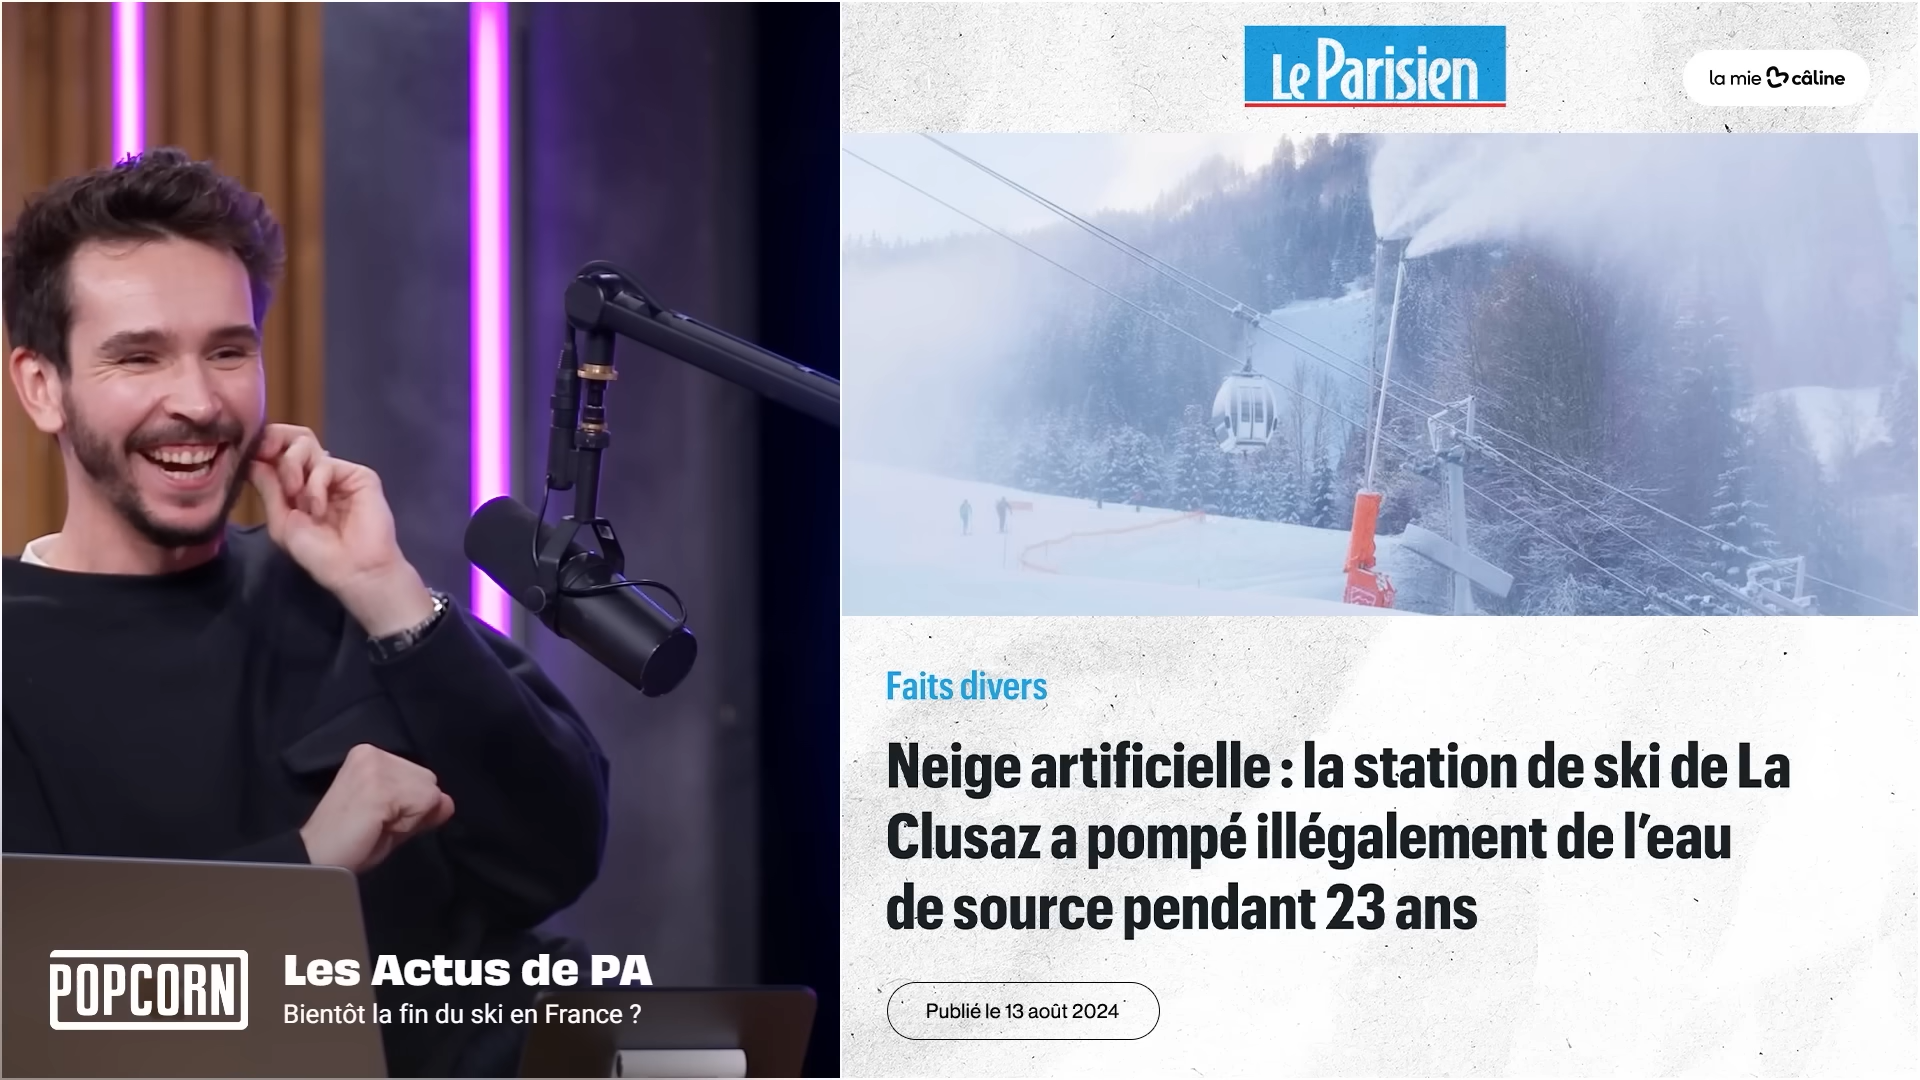 Le Parisien
la mie câline
Faits divers
Neige artificielle : la station de ski de La
Clusaz a pompé illégalement de l’eau
de source pendant 23 ans
Publié le 13 août 2024
POPCORN
Les Actus de PA
Bientôt la fin du ski en France ?